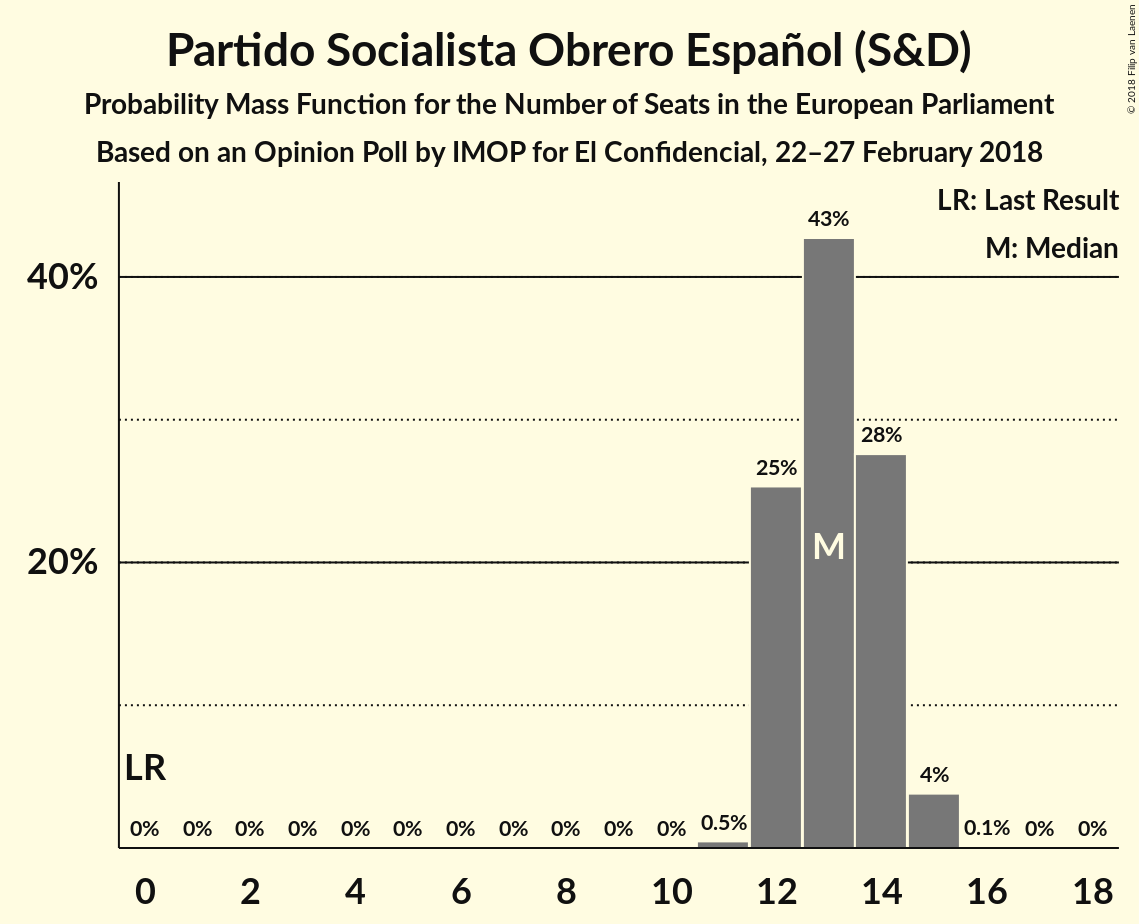 Partido Socialista Obrero Español (S&D)
Probability Mass Function for the Number of Seats in the European Parliament
Based on an Opinion Poll by IMOP for El Confidencial, 22–27 February 2018
© 2018 Filip van Laenen
LR: Last Result
M: Median
43%
40%
28%
25%
M
20%
LR
4%
0% 0% 0% 0% 0% 0% 0% 0% 0% 0% 0% 0.5% 0.1% 0% 0%
0 2 4 6 8 10 12 14 16 18